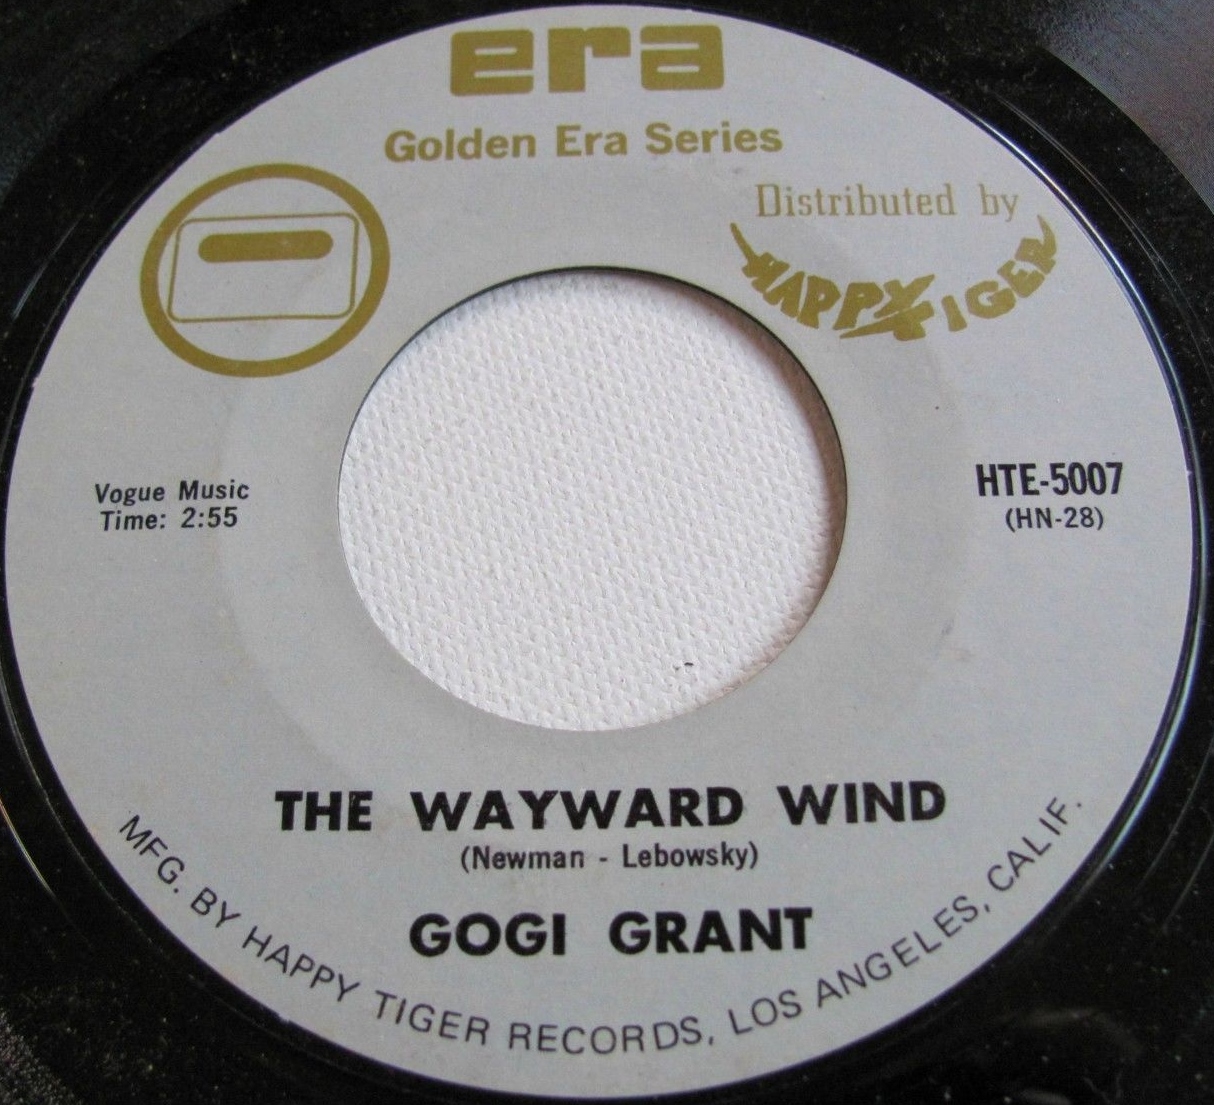 era
Golden Era Series
Distributed by
HAPPY TIGER
Vogue Music
Time: 2:55
HTE-5007
(HN-28)
THE WAYWARD WIND
(Newman - Lebowsky)
GOGI GRANT
MFG. BY HAPPY TIGER RECORDS, LOS ANGELES, CALIF.